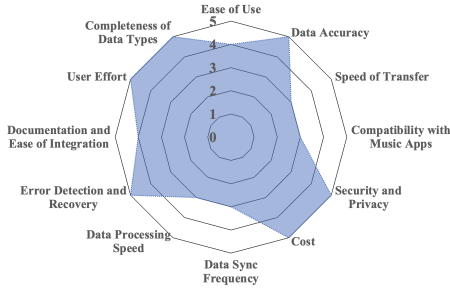 Ease of Use
Completeness of
Data Types
Data Accuracy
User Effort
Speed of Transfer
Documentation and
Ease of Integration
Compatibility with
Music Apps
Error Detection and
Recovery
Security and
Privacy
Data Processing
Speed
Cost
Data Sync
Frequency
5
4
3
2
1
0